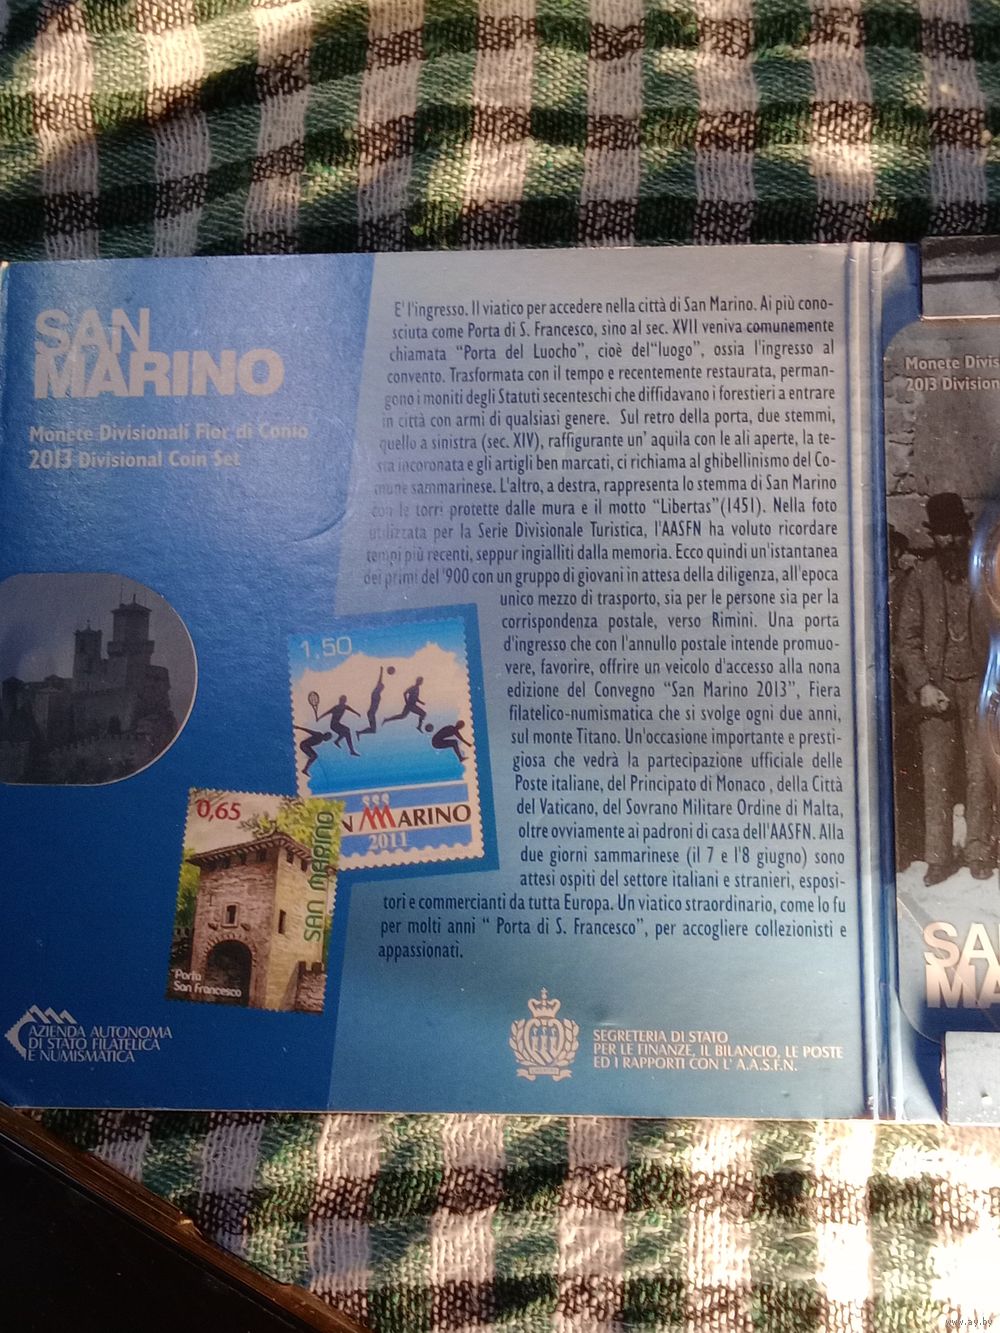 SAN
MARINO
Monete Divisionali Fior di Conio
2013 Divisional Coin Set
E' l'ingresso. Il viatico per accedere nella città di San Marino. Ai più cono-
sciuta come Porta di S. Francesco, sino al sec. XVII veniva comunemente
chiamata “Porta del Luocho”, cioè del“luogo”, ossia l'ingresso al
convento. Trasformata con il tempo e recentemente restaurata, perman-
gono i moniti degli Statuti secenteschi che diffidavano i forestieri a entrare
in città con armi di qualsiasi genere. Sul retro della porta, due stemmi,
quello a sinistra (sec. XIV), raffigurante un' aquila con le ali aperte, la te-
sta incoronata e gli artigli ben marcati, ci richiama al ghibellinismo del Co-
mune sammarinese. L'altro, a destra, rappresenta lo stemma di San Marino
con le torri protette dalle mura e il motto “Libertas”(1451). Nella foto
utilizzata per la Serie Divisionale Turistica, l'AASFN ha voluto ricordare
tempi più recenti, seppur ingialliti dalla memoria. Ecco quindi un'istantanea
dei primi del '900 con un gruppo di giovani in attesa della diligenza, all'epoca
unico mezzo di trasporto, sia per le persone sia per la
corrispondenza postale, verso Rimini. Una porta
d'ingresso che con l'annullo postale intende promuo-
vere, favorire, offrire un veicolo d'accesso alla nona
edizione del Convegno “San Marino 2013”, Fiera
filatelico-numismatica che si svolge ogni due anni,
sul monte Titano. Un'occasione importante e presti-
giosa che vedrà la partecipazione ufficiale delle
Poste italiane, del Principato di Monaco , della Città
del Vaticano, del Sovrano Militare Ordine di Malta,
oltre ovviamente ai padroni di casa dell'AASFN. Alla
due giorni sammarinese (il 7 e l'8 giugno) sono
attesi ospiti del settore italiani e stranieri, esposi-
tori e commercianti da tutta Europa. Un viatico straordinario, come lo fu
per molti anni “ Porta di S. Francesco”, per accogliere collezionisti e
appassionati.
1.50
N MARINO
2011
0,65
SAN MARINO
Porta
San Francesco
AZIENDA AUTONOMA
DI STATO FILATELICA
E NUMISMATICA
SEGRETERIA DI STATO
PER LE FINANZE, IL BILANCIO, LE POSTE
ED I RAPPORTI CON L' A.A.S.F.N.
Monete Divis
2013 Division
SA
MA
www.ay.by